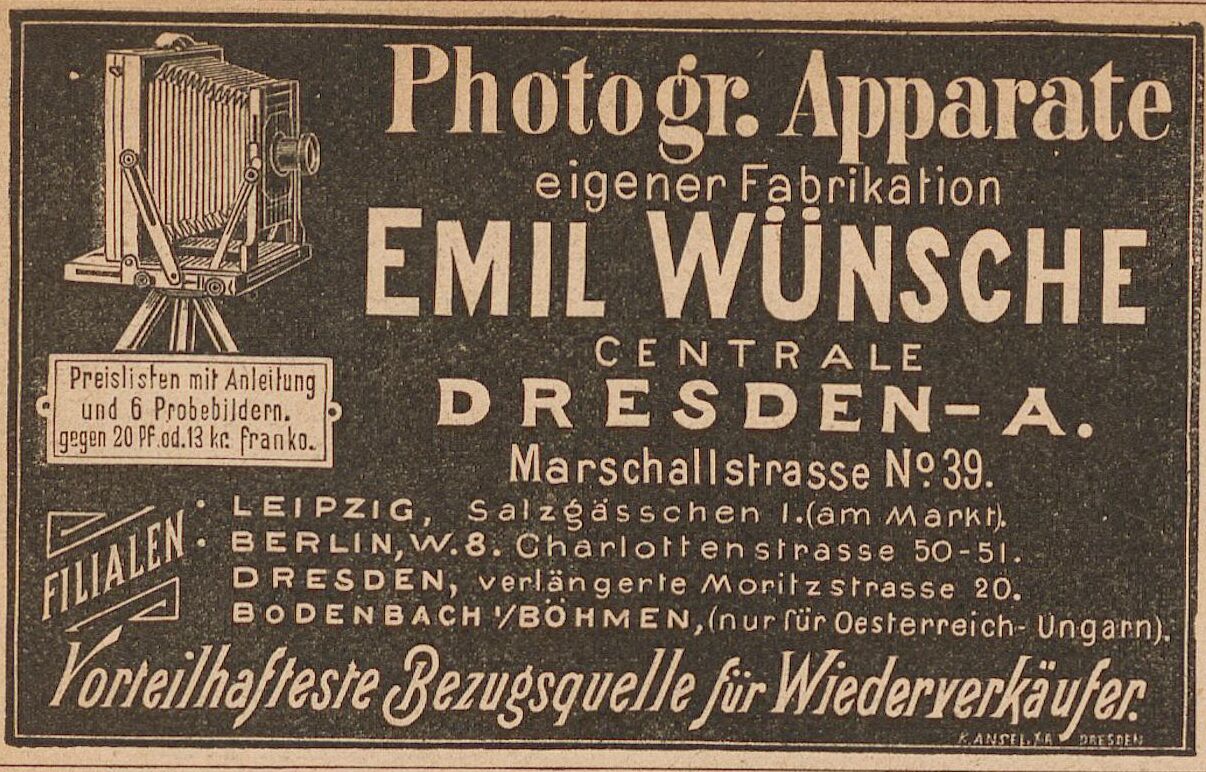 Photogr. Apparate
eigener Fabrikation
EMIL WÜNSCHE
CENTRALE
DRESDEN-A.
Marschallstrasse No. 39.
Preislisten mit Anleitung
und 6 Probebildern.
gegen 20 Pf. od. 13 kc. franko.
FILIALEN
LEIPZIG, Salzgässchen 1. (am Markt).
BERLIN, W. 8. Charlottenstrasse 50-51.
DRESDEN, verlängerte Moritzstrasse 20.
BODENBACH i/BÖHMEN, (nur für Oesterreich-Ungarn).
Vorteilhafteste Bezugsquelle für Wiederverkäufer.
DRESDEN